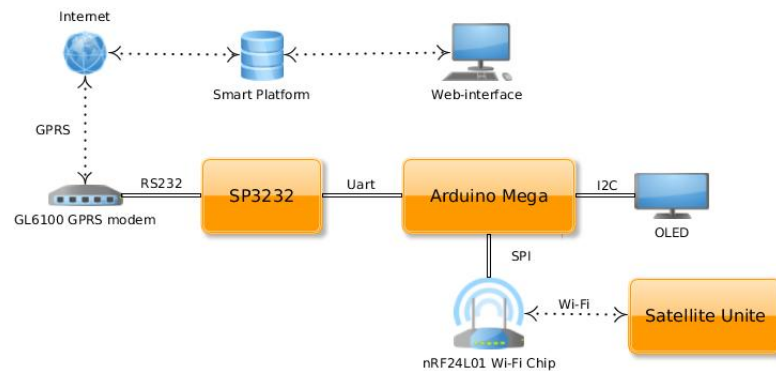 Internet
Smart Platform
Web-interface
GPRS
RS232
SP3232
Uart
Arduino Mega
I2C
GL6100 GPRS modem
OLED
SPI
Wi-Fi
Satellite Unite
nRF24L01 Wi-Fi Chip